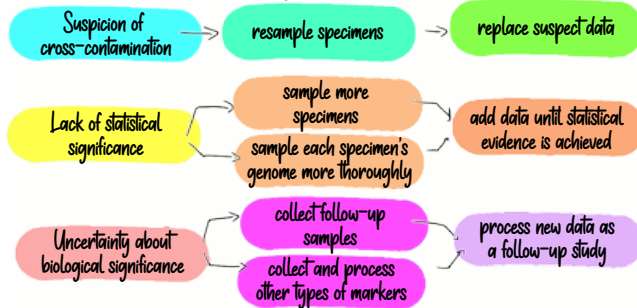 Suspicion of
cross-contamination
resample specimens
replace suspect data
Lack of statistical
significance
sample more
specimens
sample each specimen's
genome more thoroughly
add data until statistical
evidence is achieved
Uncertainty about
biological significance
collect follow-up
samples
collect and process
other types of markers
process new data as
a follow-up study